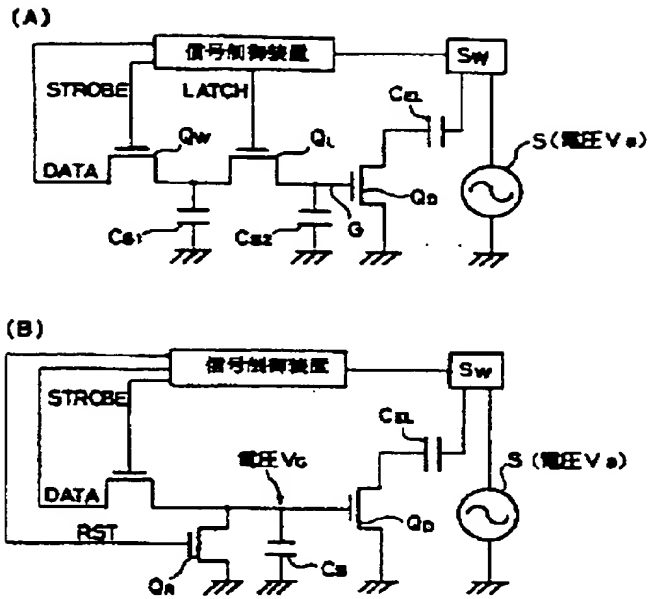 (A)
信号制御装置
SW
STROBE
LATCH
CEL
QW
QL
S(電圧Va)
DATA
QD
G
CS1
CS2
(B)
信号制御装置
SW
STROBE
CEL
電圧VG
S(電圧Va)
DATA
QD
RST
CS
QR